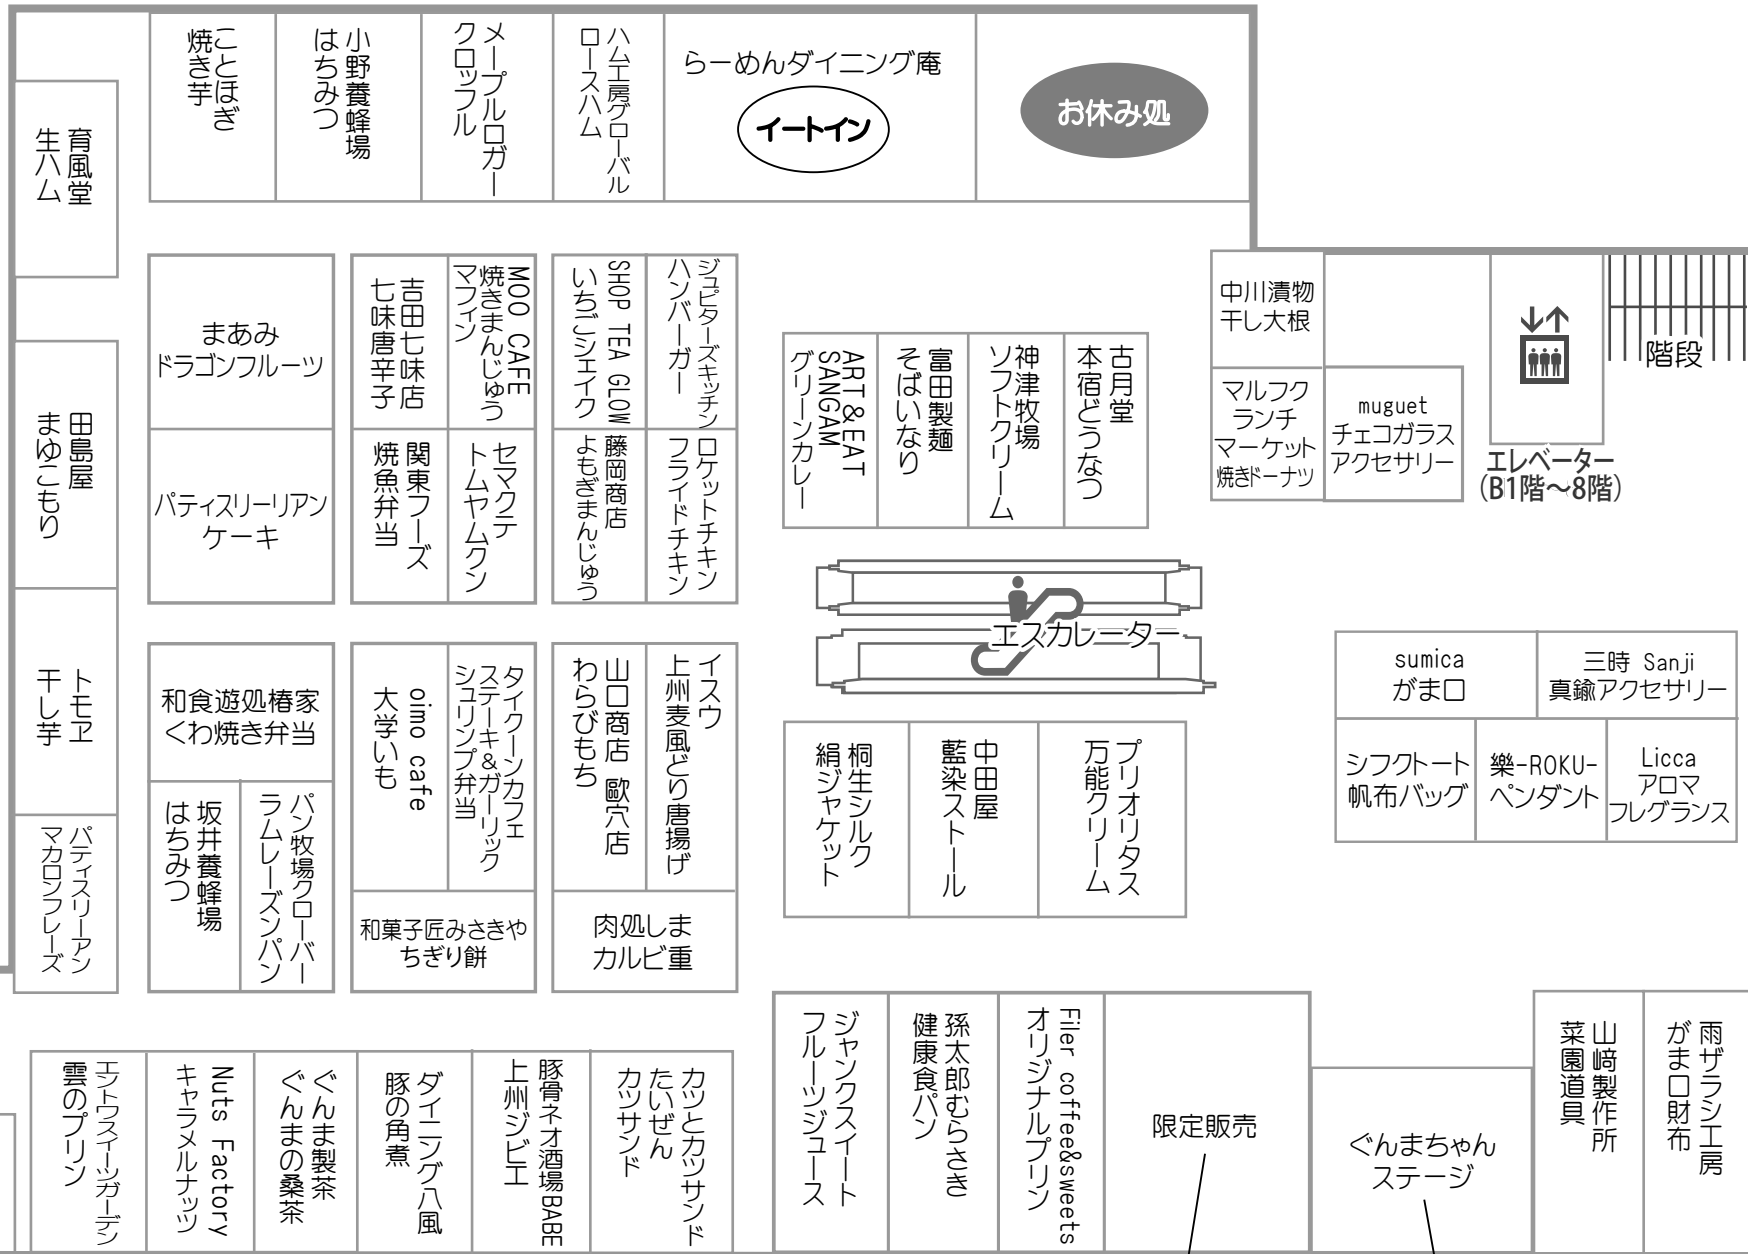 ことほぎ
焼き芋
小野養蜂場
はちみつ
メープルロガー
クロッフル
ハム工房グローバル
ロースハム
らーめんダイニング庵
イートイン
お休み処
育風堂
生ハム
田島屋
まゆこもり
トモヱ
干し芋
パティスリーアン
マカロンフレーズ
まあみ
ドラゴンフルーツ
パティスリーリアン
ケーキ
吉田七味店
七味唐辛子
MOO CAFE
焼きまんじゅう
マフィン
関東フーズ
焼魚弁当
セマクテ
トムヤムクン
SHOP TEA GLOW
いちごシェイク
ジュピターズキッチン
ハンバーガー
藤岡商店
よもぎまんじゅう
ロケットチキン
フライドチキン
ART&EAT
SANGAM
グリーンカレー
富田製麺
そばいなり
神津牧場
ソフトクリーム
古月堂
本宿どうなつ
中川漬物
干し大根
マルフク
ランチ
マーケット
焼きドーナツ
muguet
チェコガラス
アクセサリー
エレベーター
(B1階〜8階)
階段
エスカレーター
和食遊処椿家
くわ焼き弁当
坂井養蜂場
はちみつ
パン牧場クローバー
ラムレーズンパン
oimo cafe
大学いも
タイクーンカフェ
ステーキ&ガーリック
シュリンプ弁当
和菓子匠みさきや
ちぎり餅
山口商店 歐穴店
わらびもち
イスウ
上州麦風どり唐揚げ
肉処しま
カルビ重
桐生シルク
絹ジャケット
中田屋
藍染ストール
プリオリタス
万能クリーム
sumica
がま口
三時 Sanji
真鍮アクセサリー
シフクトート
帆布バッグ
樂-ROKU-
ペンダント
Licca
アロマ
フレグランス
エントワスイーツガーデン
雲のプリン
Nuts Factory
キャラメルナッツ
ぐんま製茶
ぐんまの桑茶
ダイニング八風
豚の角煮
豚骨ネオ酒場BABE
上州ジビエ
カツとカツサンド
たいぜん
カツサンド
ジャンクスイート
フルーツジュース
孫太郎むらさき
健康食パン
Filer coffee&sweets
オリジナルプリン
限定販売
ぐんまちゃん
ステージ
山﨑製作所
菜園道具
雨ザラシ工房
がま口財布